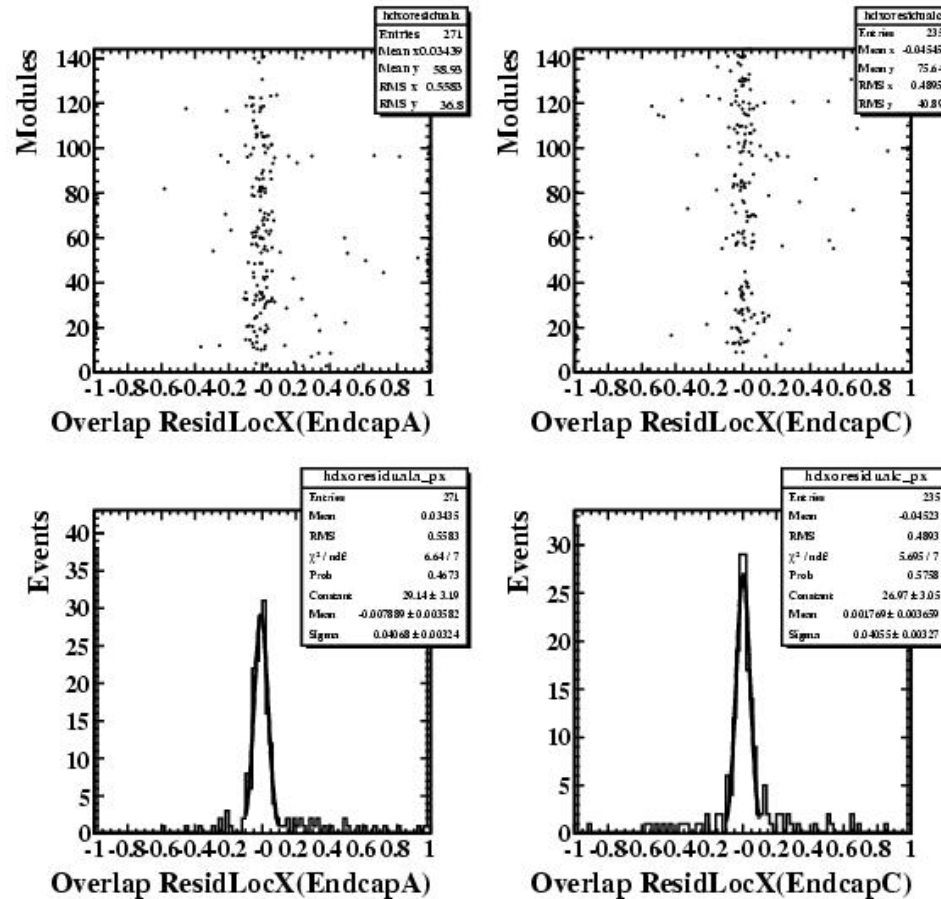 hdxoresiduala
Entries 271
Mean x 0.03439
Mean y 58.93
RMS x 0.5583
RMS y 36.8
Modules
140
120
100
80
60
40
20
0
-1 -0.8 -0.6 -0.4 -0.2 -0 0.2 0.4 0.6 0.8 1
Overlap ResidLocX(EndcapA)
hdxoresidualc
Entries 235
Mean x -0.04545
Mean y 75.64
RMS x 0.4895
RMS y 40.89
Modules
140
120
100
80
60
40
20
0
-1 -0.8 -0.6 -0.4 -0.2 -0 0.2 0.4 0.6 0.8 1
Overlap ResidLocX(EndcapC)
hdxoresiduala_px
Entries 271
Mean 0.03435
RMS 0.5583
χ² / ndf 6.64 / 7
Prob 0.4673
Constant 29.14 ± 3.19
Mean -0.007889 ± 0.003582
Sigma 0.04068 ± 0.00324
Events
40
35
30
25
20
15
10
5
0
-1 -0.8 -0.6 -0.4 -0.2 -0 0.2 0.4 0.6 0.8 1
Overlap ResidLocX(EndcapA)
hdxoresidualc_px
Entries 235
Mean -0.04523
RMS 0.4893
χ² / ndf 5.695 / 7
Prob 0.5758
Constant 26.97 ± 3.05
Mean 0.001769 ± 0.003659
Sigma 0.04055 ± 0.00327
Events
30
25
20
15
10
5
0
-1 -0.8 -0.6 -0.4 -0.2 -0 0.2 0.4 0.6 0.8 1
Overlap ResidLocX(EndcapC)